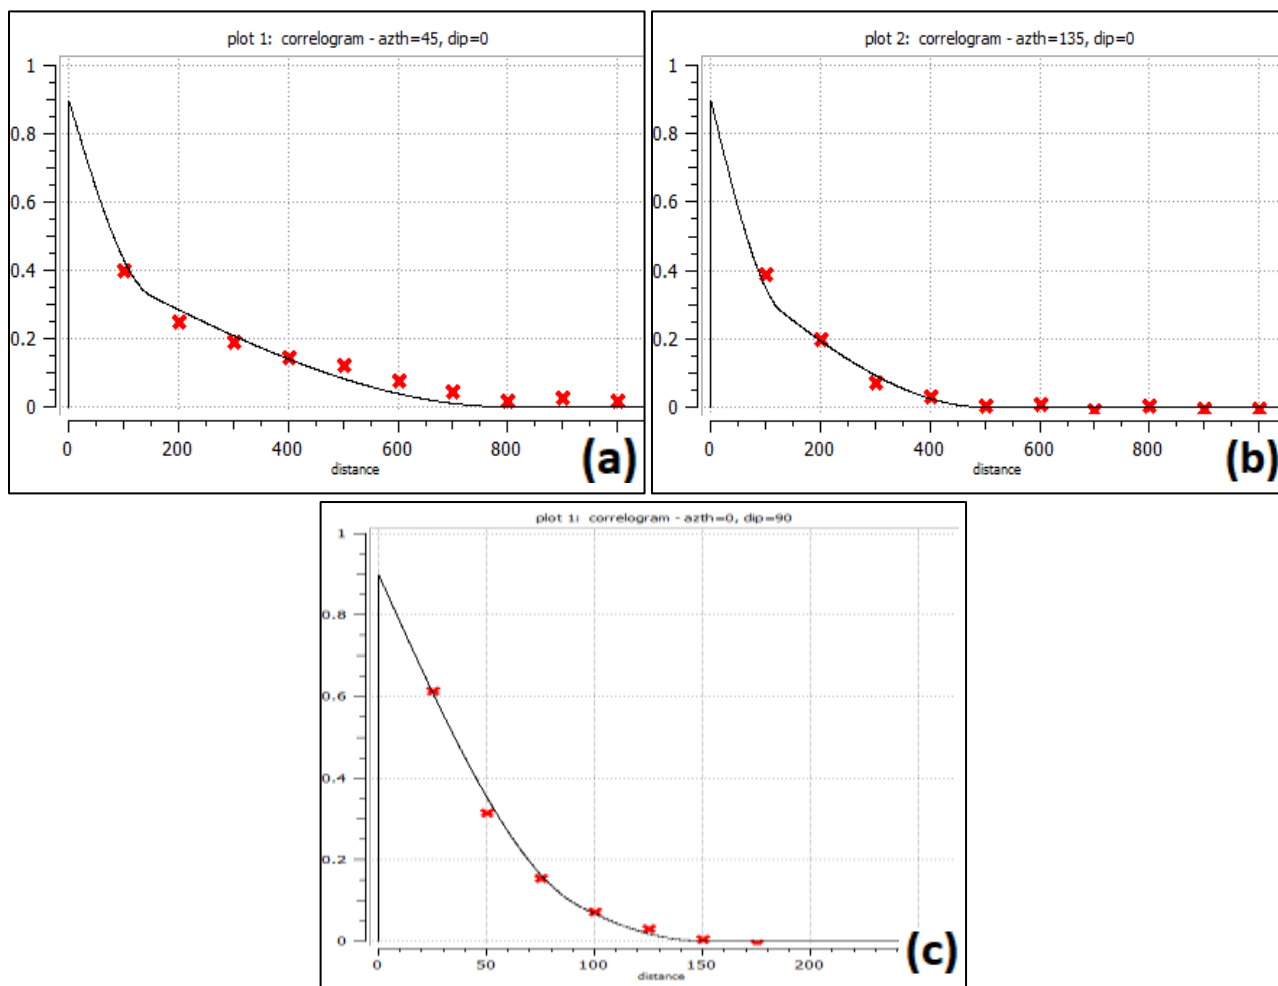 plot 1: correlogram - azth=45, dip=0
1
0.8
0.6
0.4
0.2
0
0 200 400 600 800
distance
(a)
plot 2: correlogram - azth=135, dip=0
1
0.8
0.6
0.4
0.2
0
0 200 400 600 800
distance
(b)
plot 1: correlogram - azth=0, dip=90
1
0.8
0.6
0.4
0.2
0
0 50 100 150 200
distance
(c)